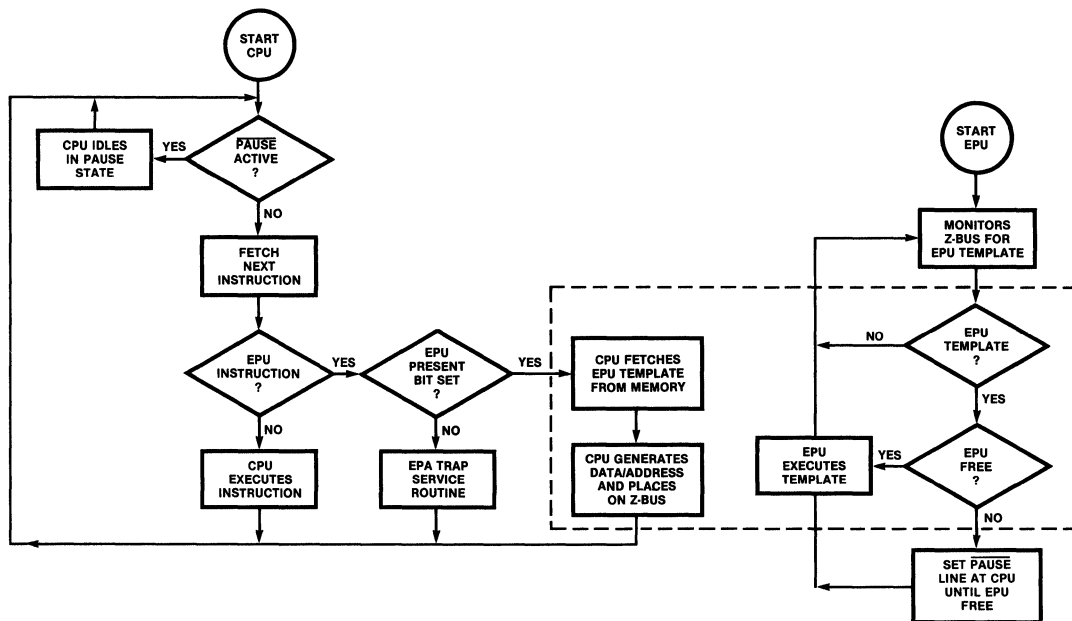 START
CPU
PAUSE
ACTIVE
?
YES
CPU IDLES
IN PAUSE
STATE
NO
FETCH
NEXT
INSTRUCTION
EPU
INSTRUCTION
?
YES
EPU
PRESENT
BIT SET
?
YES
NO
CPU
EXECUTES
INSTRUCTION
NO
EPA TRAP
SERVICE
ROUTINE
CPU FETCHES
EPU TEMPLATE
FROM MEMORY
CPU GENERATES
DATA/ADDRESS
AND PLACES
ON Z-BUS
START
EPU
MONITORS
Z-BUS FOR
EPU TEMPLATE
EPU
TEMPLATE
?
NO
YES
EPU
FREE
?
YES
EPU
EXECUTES
TEMPLATE
NO
SET PAUSE
LINE AT CPU
UNTIL EPU
FREE